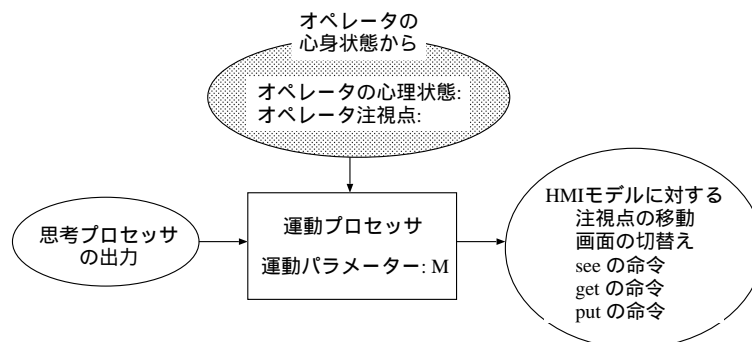 オペレータの
心身状態から
オペレータの心理状態:
オペレータ注視点:
思考プロセッサ
の出力
運動プロセッサ
運動パラメーター: M
HMIモデルに対する
注視点の移動
画面の切替え
see の命令
get の命令
put の命令